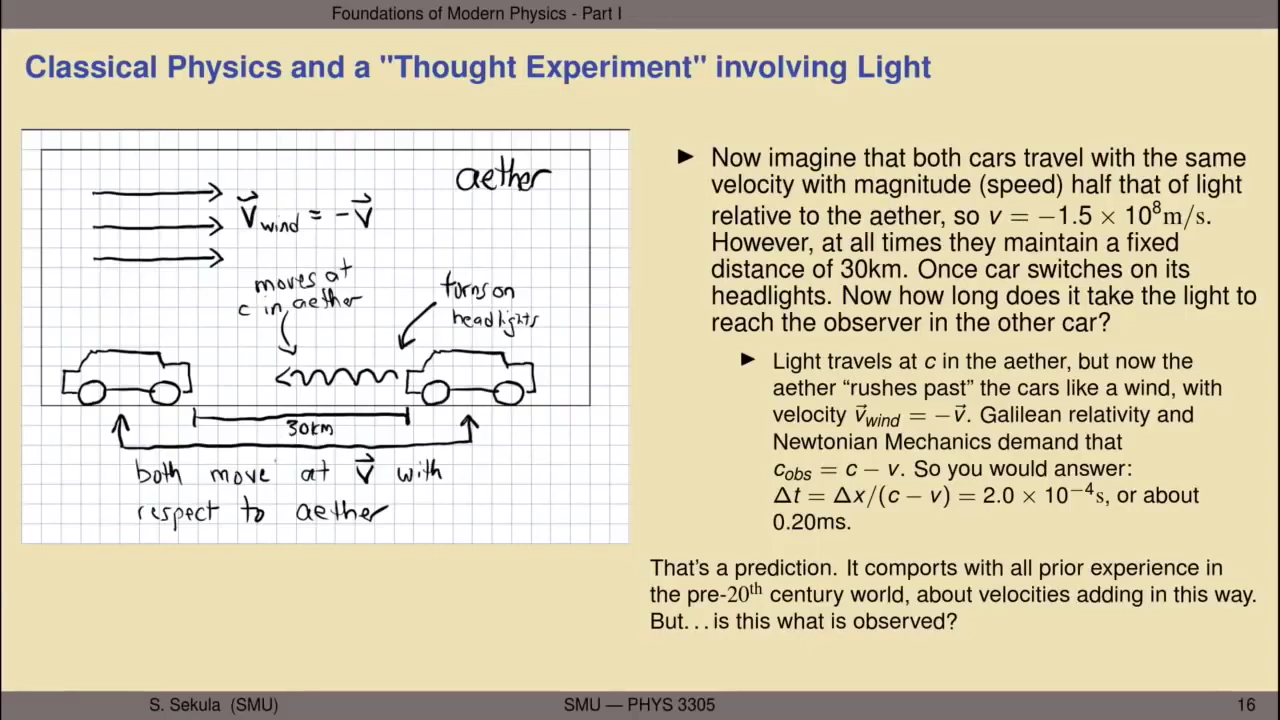 Foundations of Modern Physics - Part I
Classical Physics and a "Thought Experiment" involving Light
aether
V⃗wind = -V⃗
moves at
c in aether
turns on
headlights
30km
both move at V⃗ with
respect to aether
► Now imagine that both cars travel with the same
velocity with magnitude (speed) half that of light
relative to the aether, so v = −1.5 × 10⁸m/s.
However, at all times they maintain a fixed
distance of 30km. Once car switches on its
headlights. Now how long does it take the light to
reach the observer in the other car?
► Light travels at c in the aether, but now the
aether “rushes past” the cars like a wind, with
velocity v⃗wind = −v⃗. Galilean relativity and
Newtonian Mechanics demand that
cobs = c − v. So you would answer:
Δt = Δx/(c − v) = 2.0 × 10⁻⁴s, or about
0.20ms.
That's a prediction. It comports with all prior experience in
the pre-20th century world, about velocities adding in this way.
But. . . is this what is observed?
S. Sekula (SMU)
SMU — PHYS 3305
16